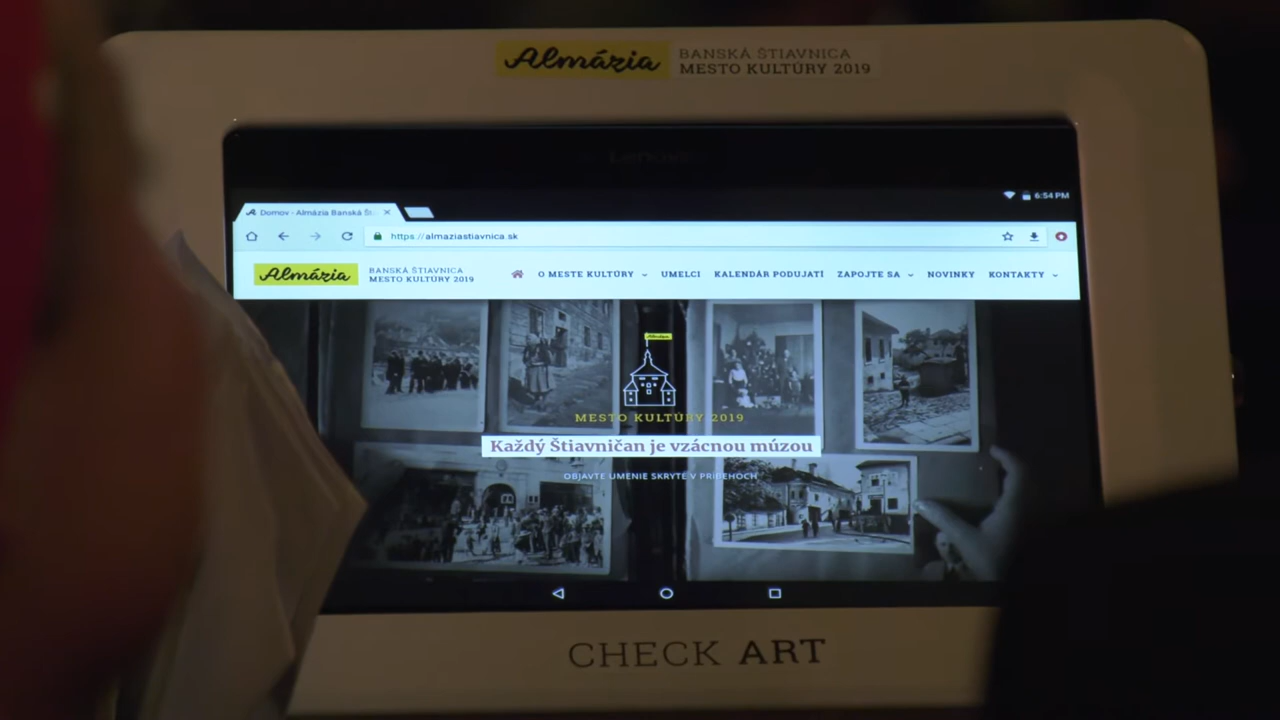 Almázia BANSKÁ ŠTIAVNICA
MESTO KULTÚRY 2019
6:54 PM
Domov - Almázia Banská Šti
https://almaziastiavnica.sk
Almázia BANSKÁ ŠTIAVNICA
MESTO KULTÚRY 2019
O MESTE KULTÚRY UMELCI KALENDÁR PODUJATÍ ZAPOJTE SA NOVINKY KONTAKTY
Almázia
MESTO KULTÚRY 2019
Každý Štiavničan je vzácnou múzou
OBJAVTE UMENIE SKRYTÉ V PRÍBEHOCH
CHECK ART